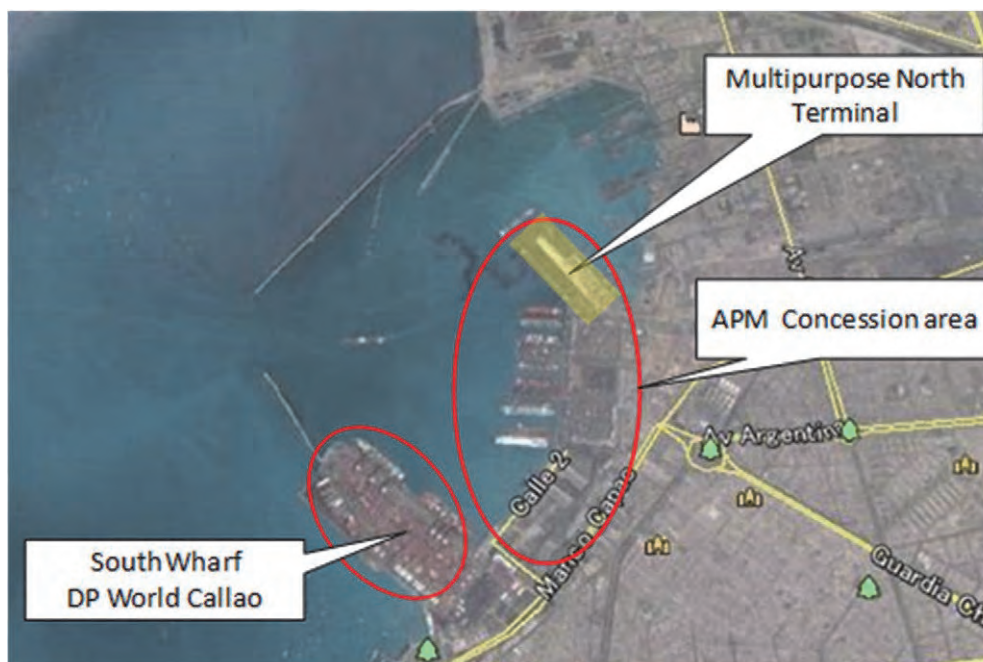 Multipurpose North
Terminal
Av
APM Concession area
Av Argentina
Calle 2
Manco Capac
South Wharf
DP World Callao
Guardia Ch